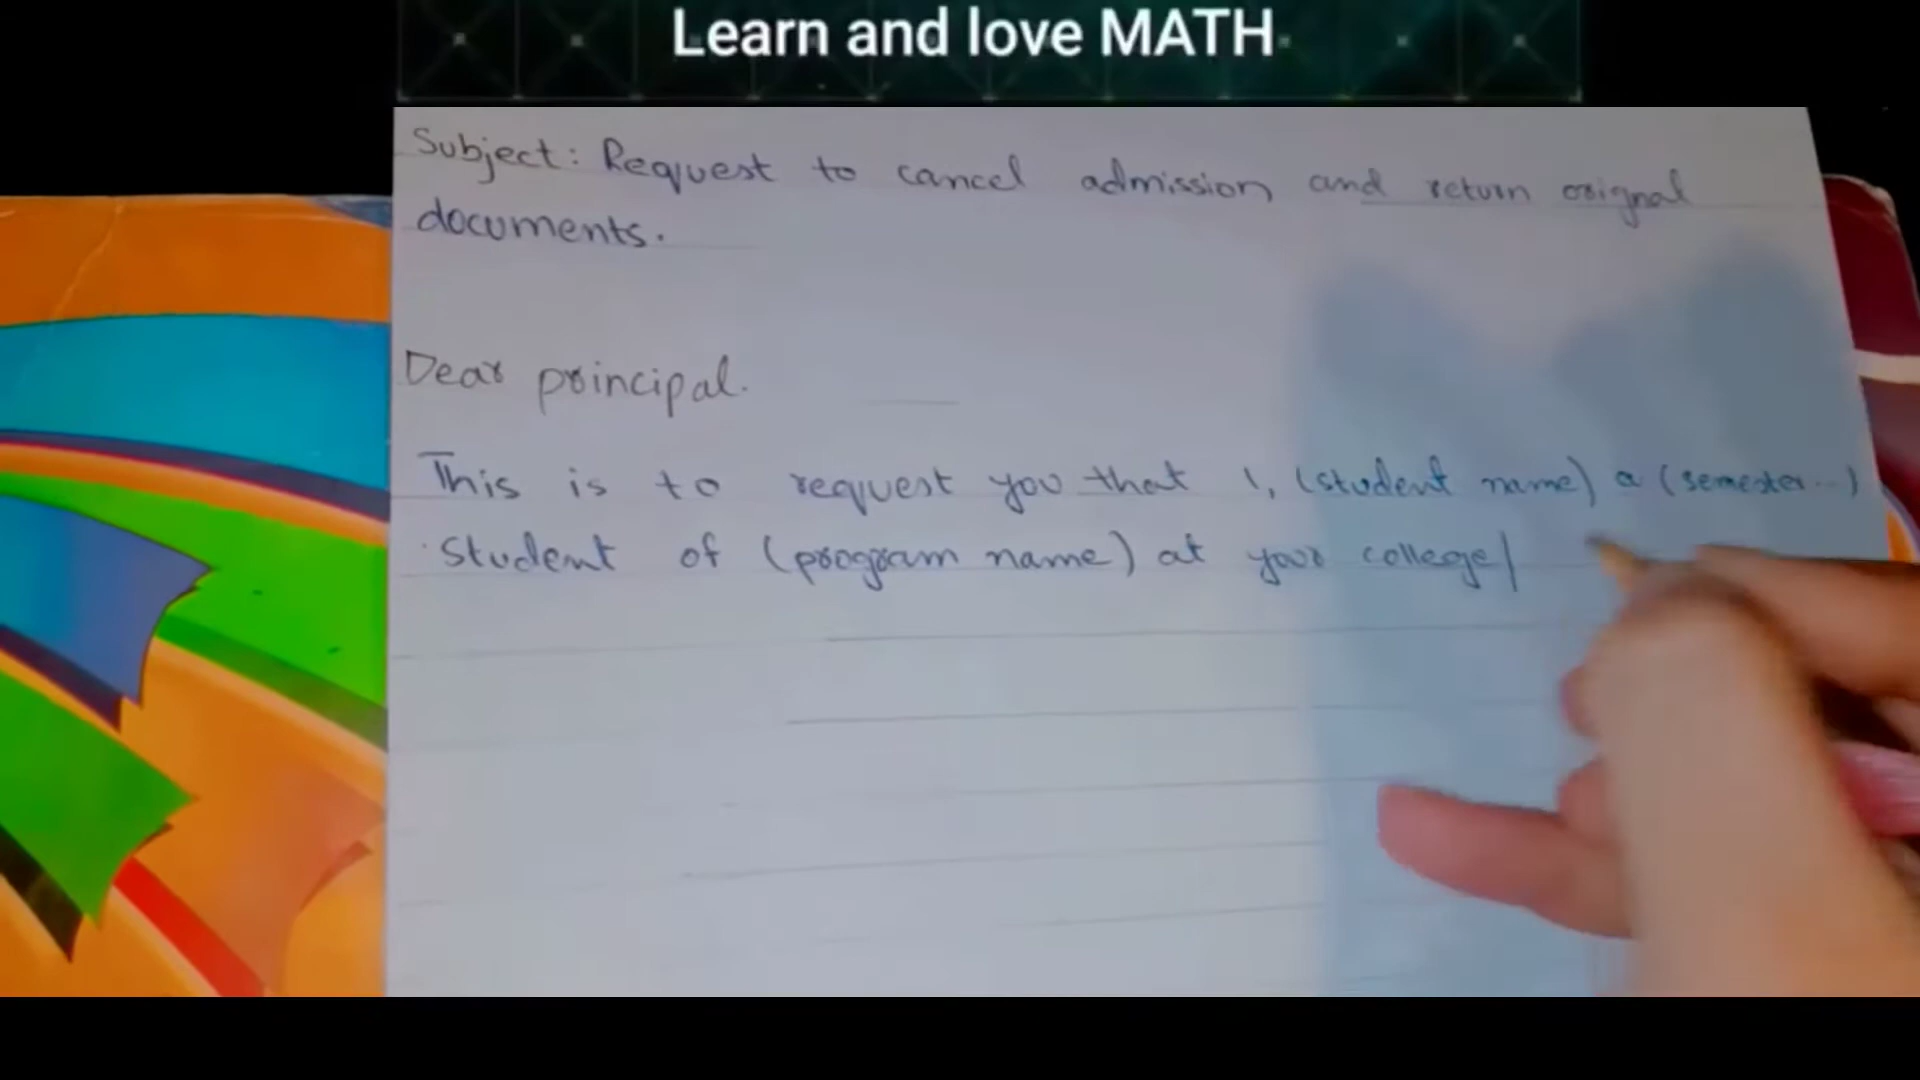 Learn and love MATH
Subject: Request to cancel admission and return orignal
documents.
Dear principal.
This is to request you that I, (student name) a (semester...)
Student of (program name) at your college/